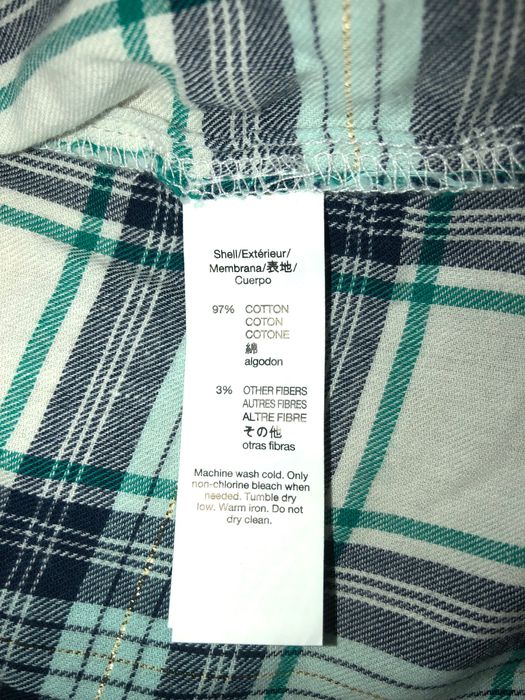 Shell/Extérieur/
Membrana/表地/
Cuerpo
97% COTTON
COTON
COTONE
綿
algodon
3% OTHER FIBERS
AUTRES FIBRES
ALTRE FIBRE
その他
otras fibras
Machine wash cold. Only
non-chlorine bleach when
needed. Tumble dry
low. Warm iron. Do not
dry clean.